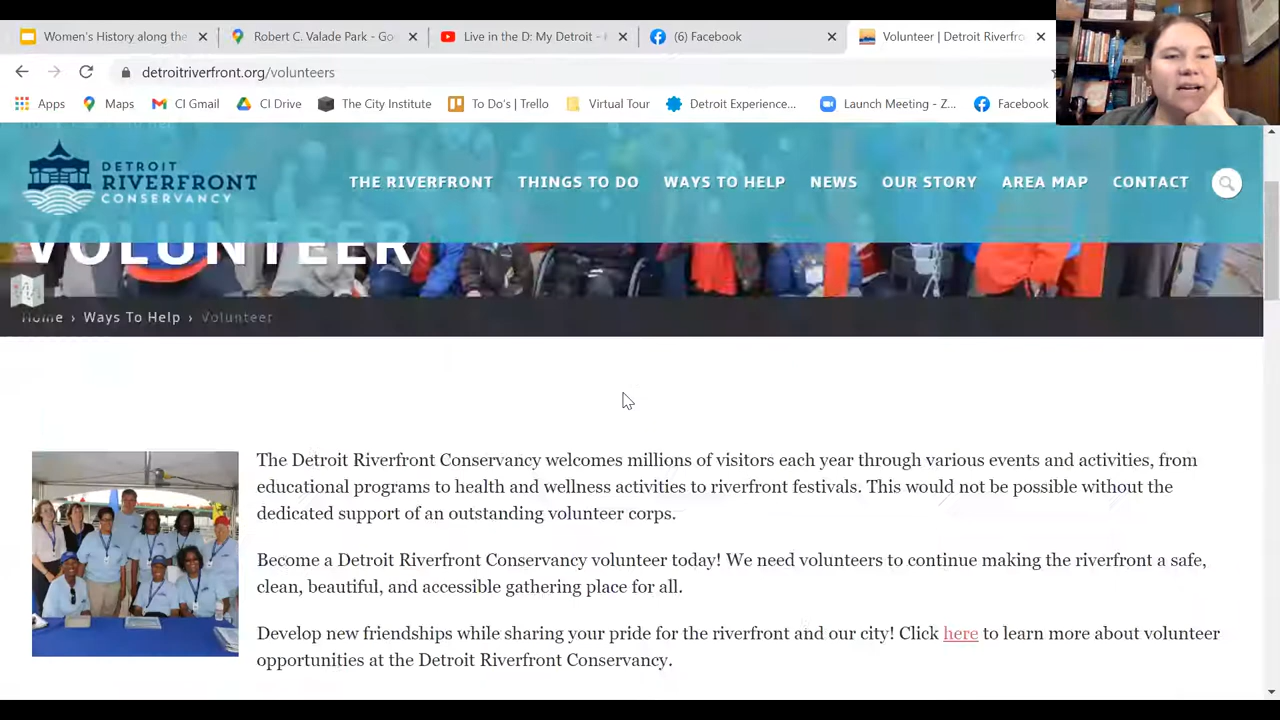 Women's History along the
Robert C. Valade Park - Go
Live in the D: My Detroit -
(6) Facebook
Volunteer | Detroit Riverfro
detroitriverfront.org/volunteers
Apps
Maps
CI Gmail
CI Drive
The City Institute
To Do's | Trello
Virtual Tour
Detroit Experience...
Launch Meeting - Z...
Facebook
DETROIT
RIVERFRONT
CONSERVANCY
THE RIVERFRONT
THINGS TO DO
WAYS TO HELP
NEWS
OUR STORY
AREA MAP
CONTACT
VOLUNTEER
Home › Ways To Help › Volunteer
The Detroit Riverfront Conservancy welcomes millions of visitors each year through various events and activities, from
educational programs to health and wellness activities to riverfront festivals. This would not be possible without the
dedicated support of an outstanding volunteer corps.
Become a Detroit Riverfront Conservancy volunteer today! We need volunteers to continue making the riverfront a safe,
clean, beautiful, and accessible gathering place for all.
Develop new friendships while sharing your pride for the riverfront and our city! Click here to learn more about volunteer
opportunities at the Detroit Riverfront Conservancy.